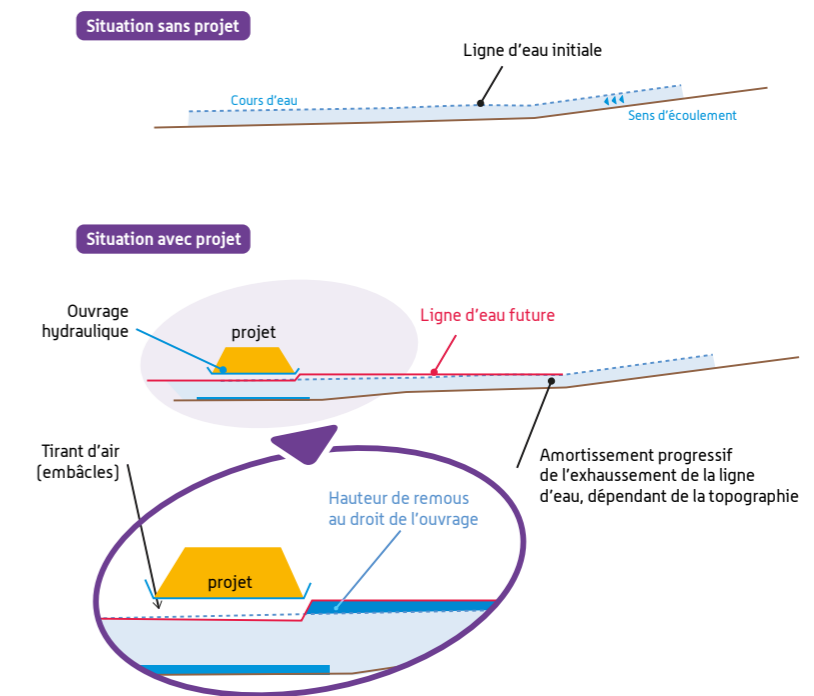 Situation sans projet
Ligne d'eau initiale
Cours d'eau
Sens d'écoulement
Situation avec projet
Ouvrage
hydraulique
projet
Ligne d'eau future
Tirant d'air
(embâcles)
Amortissement progressif
de l'exhaussement de la ligne
d'eau, dépendant de la topographie
Hauteur de remous
au droit de l'ouvrage
projet